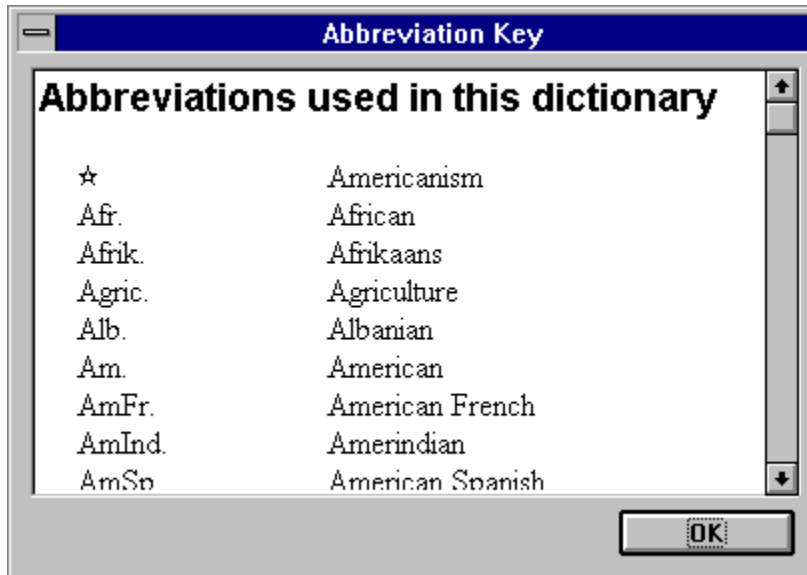 Abbreviation Key
Abbreviations used in this dictionary
☆ Americanism
Afr. African
Afrik. Afrikaans
Agric. Agriculture
Alb. Albanian
Am. American
AmFr. American French
AmInd. Amerindian
AmSp American Spanish
OK